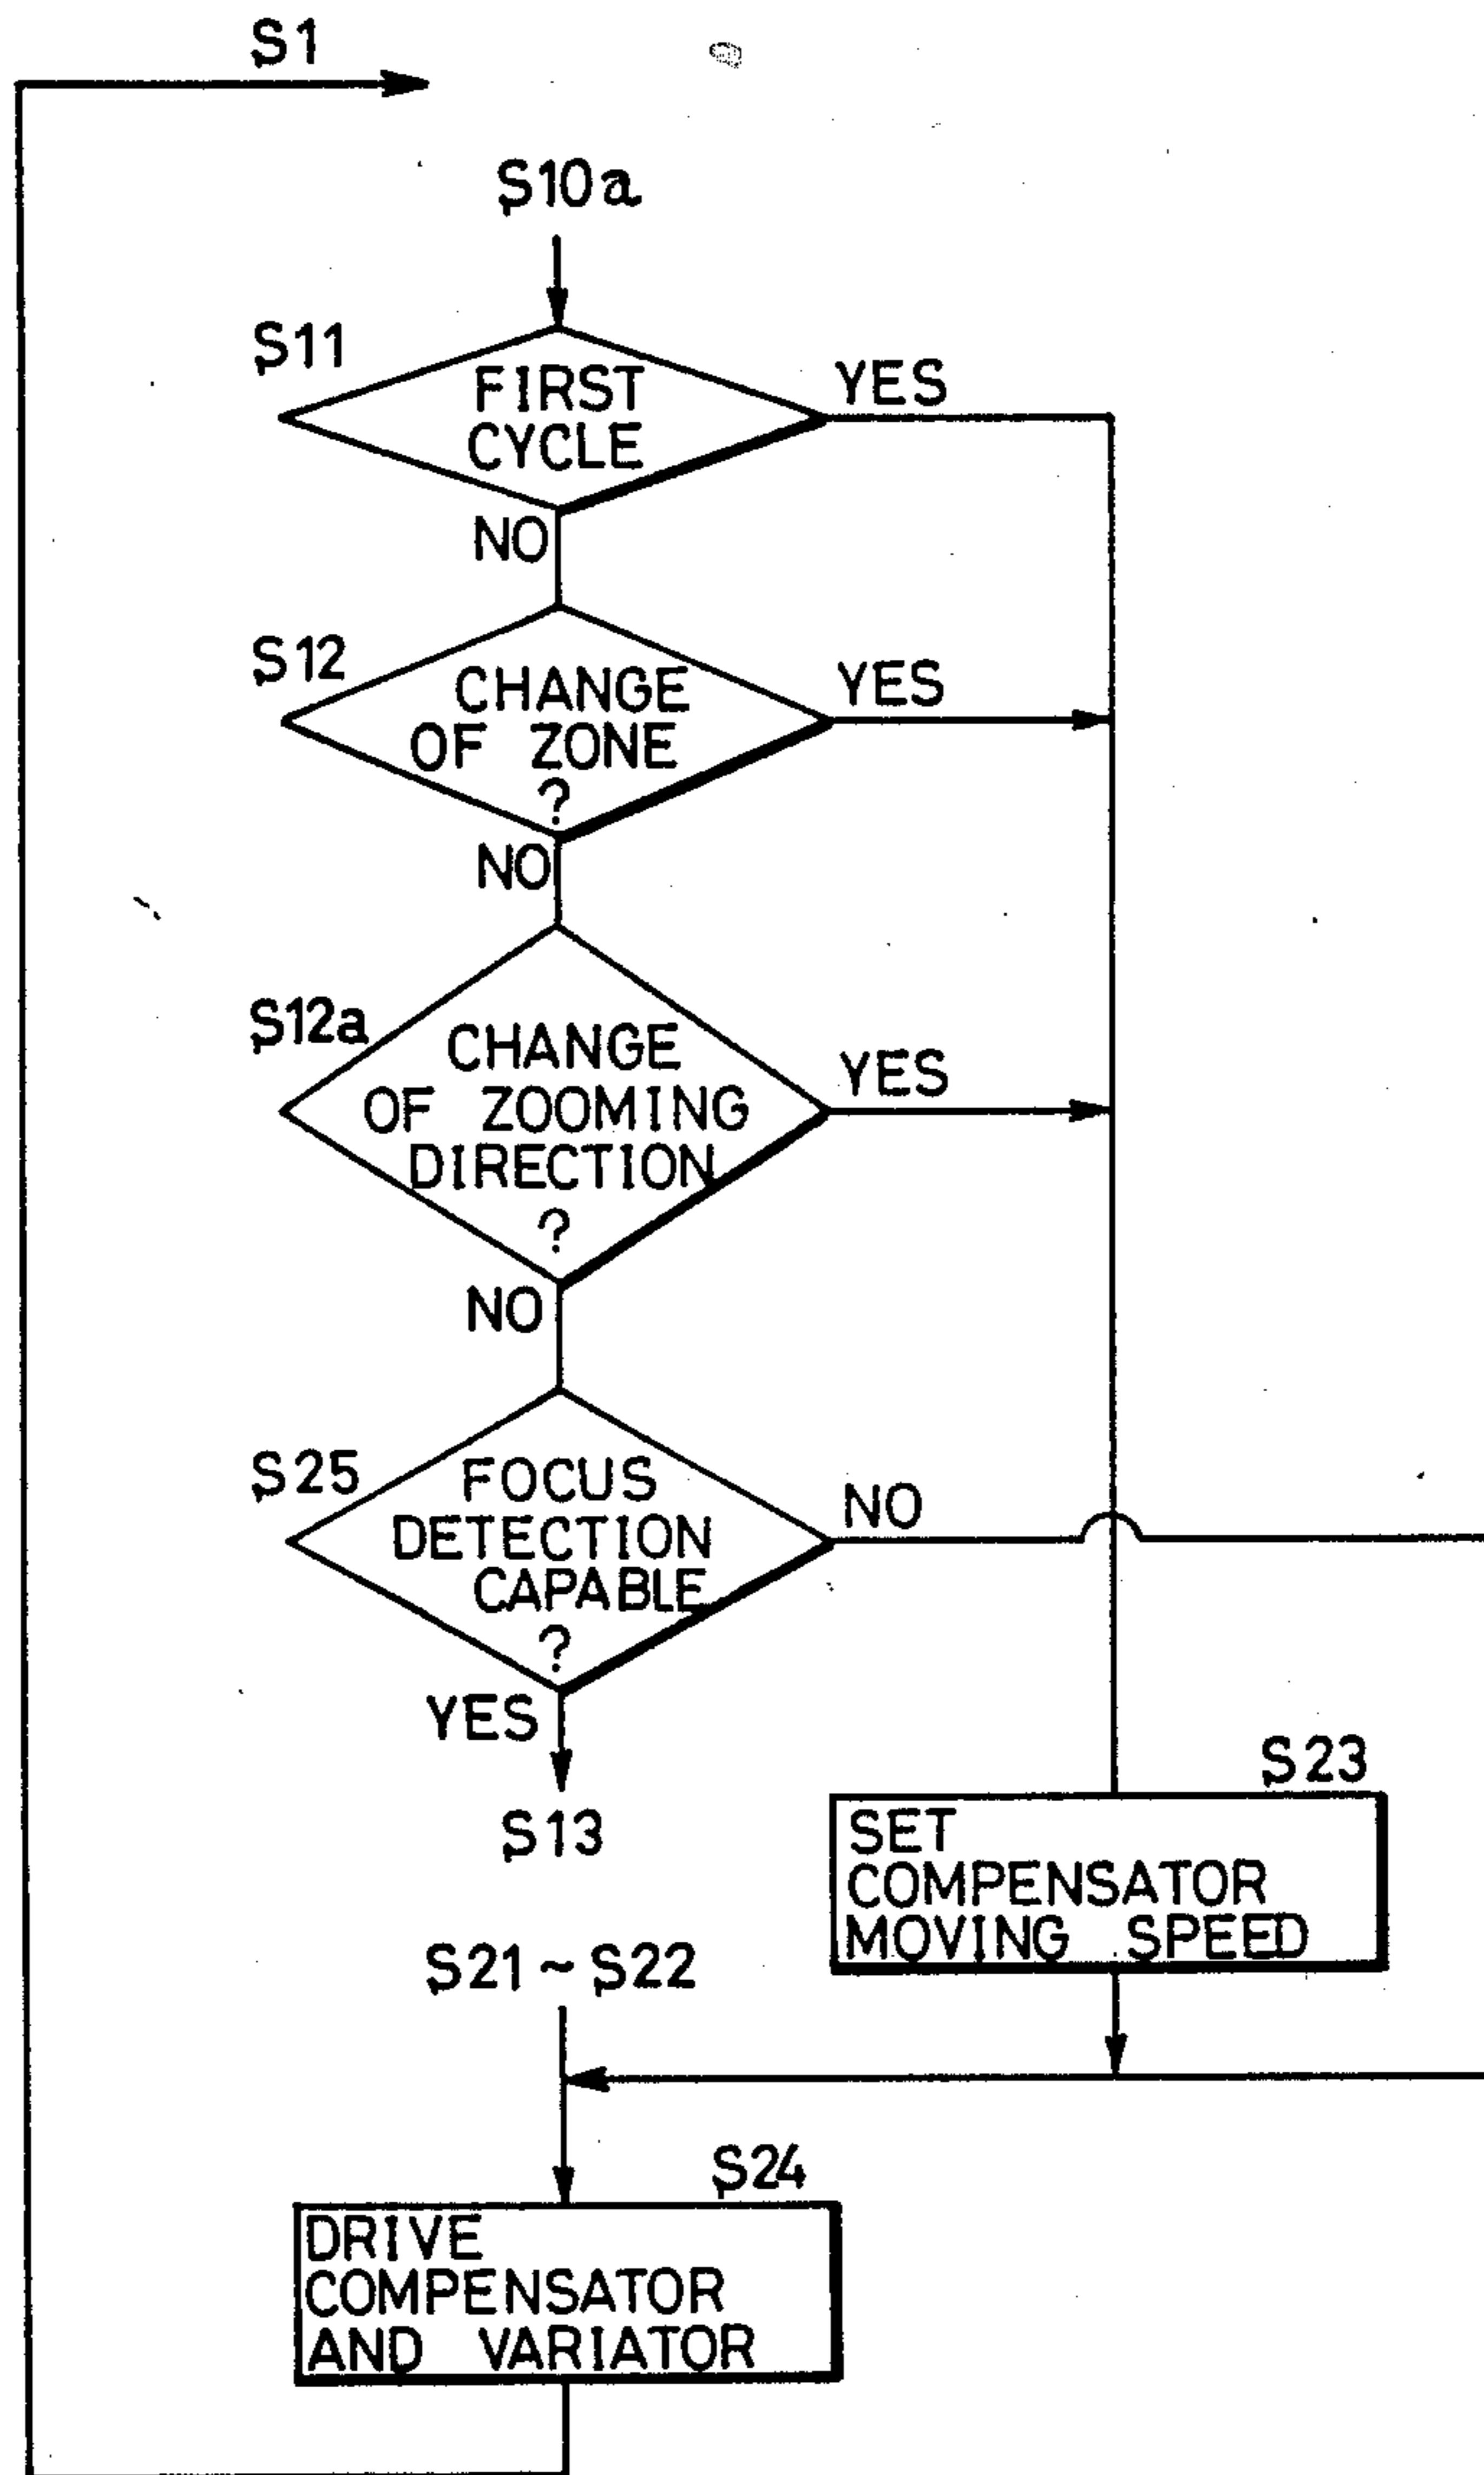 S1
S10a
S11
FIRST
CYCLE
YES
NO
S12
CHANGE
OF ZONE
?
YES
NO
S12a
CHANGE
OF ZOOMING
DIRECTION
?
YES
NO
S25
FOCUS
DETECTION
CAPABLE
?
NO
YES
S13
S23
SET
COMPENSATOR
MOVING SPEED
S21~S22
S24
DRIVE
COMPENSATOR
AND VARIATOR